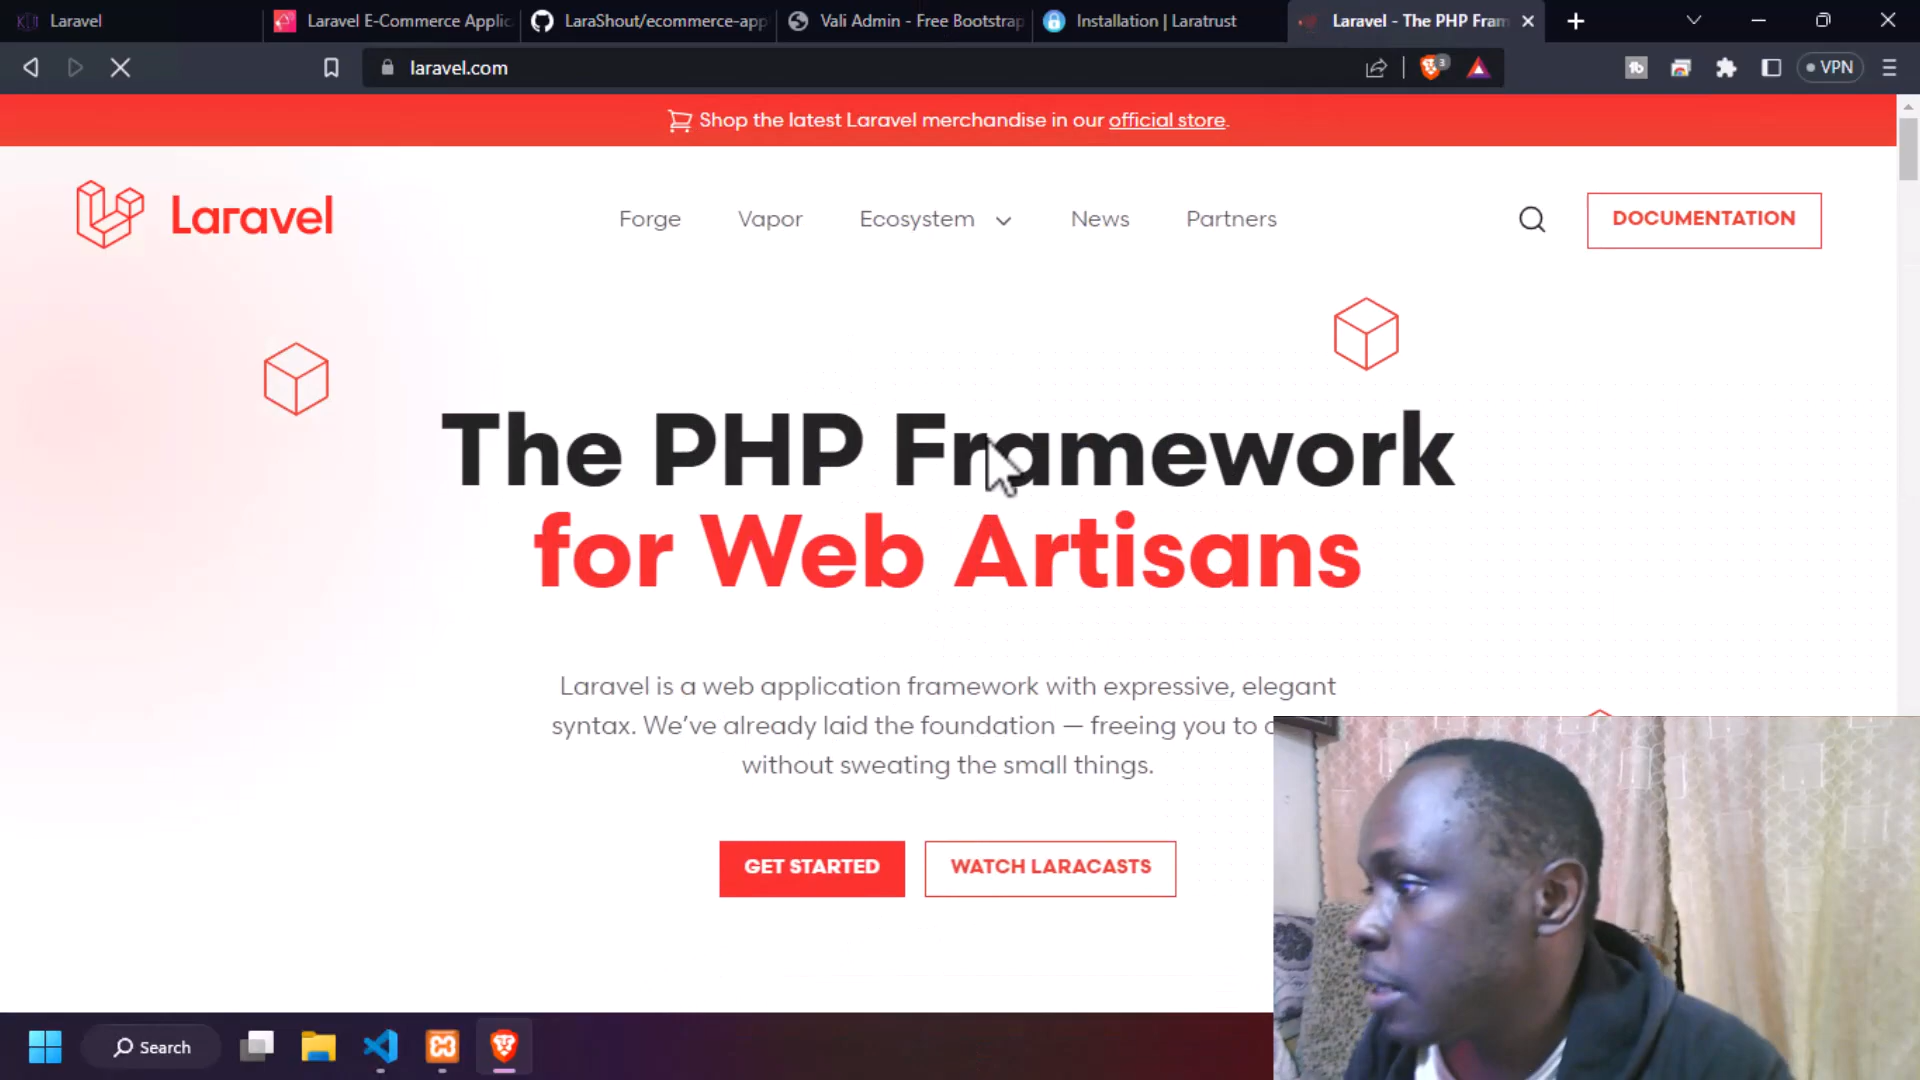 Laravel
Laravel E-Commerce Applic
LaraShout/ecommerce-app
Vali Admin - Free Bootstrap
Installation | Laratrust
Laravel - The PHP Fram
laravel.com
3
VPN
Shop the latest Laravel merchandise in our official store.
Laravel
Forge
Vapor
Ecosystem
News
Partners
DOCUMENTATION
The PHP Framework
for Web Artisans
Laravel is a web application framework with expressive, elegant
syntax. We've already laid the foundation — freeing you to
without sweating the small things.
GET STARTED
WATCH LARACASTS
Search